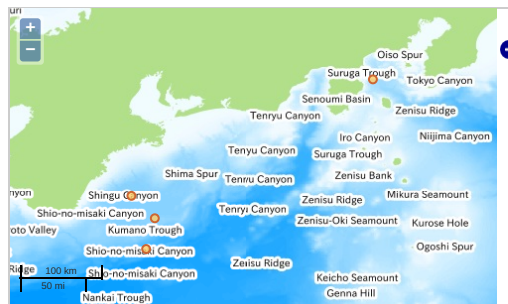 uri
+
−
Oiso Spur
Suruga Trough
Tokyo Canyon
Senoumi Basin
Zenisu Ridge
Tenryu Canyon
Iro Canyon
Niijima Canyon
Tenyu Canyon
Suruga Trough
Shima Spur
Tenryu Canyon
Zenisu Bank
nyon
Shingu Canyon
Mikura Seamount
Zenisu Ridge
Shio-no-misaki Canyon
Tenryu Canyon
Zenisu-Oki Seamount
Kurose Hole
oto Valley
Kumano Trough
Ogoshi Spur
Shio-no-misaki Canyon
Zenisu Ridge
Ridge
100 km
Shio-no-misaki Canyon
Keicho Seamount
50 mi
Genna Hill
Nankai Trough